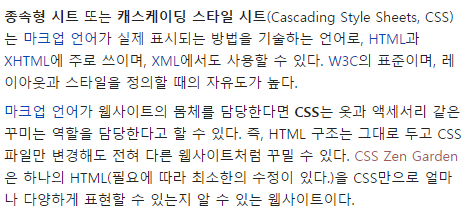 종속형 시트 또는 캐스케이딩 스타일 시트(Cascading Style Sheets, CSS)
는 마크업 언어가 실제 표시되는 방법을 기술하는 언어로, HTML과
XHTML에 주로 쓰이며, XML에서도 사용할 수 있다. W3C의 표준이며, 레
이아웃과 스타일을 정의할 때의 자유도가 높다.
마크업 언어가 웹사이트의 몸체를 담당한다면 CSS는 옷과 액세서리 같은
꾸미는 역할을 담당한다고 할 수 있다. 즉, HTML 구조는 그대로 두고 CSS
파일만 변경해도 전혀 다른 웹사이트처럼 꾸밀 수 있다. CSS Zen Garden
은 하나의 HTML(필요에 따라 최소한의 수정이 있다.)을 CSS만으로 얼마
나 다양하게 표현할 수 있는지 알 수 있는 웹사이트이다.